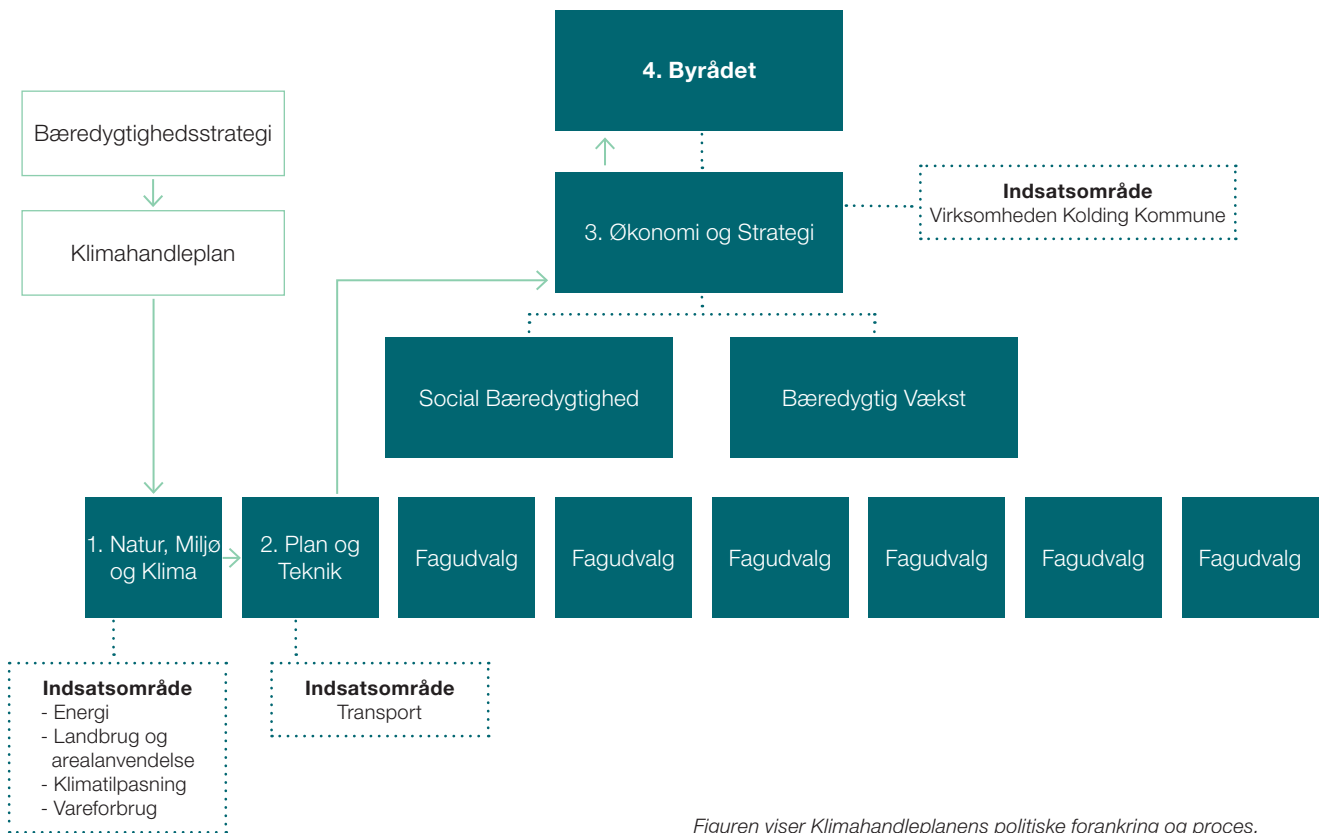 4. Byrådet
Bæredygtighedsstrategi
Klimahandleplan
3. Økonomi og Strategi
Indsatsområde
Virksomheden Kolding Kommune
Social Bæredygtighed
Bæredygtig Vækst
1. Natur, Miljø
og Klima
2. Plan og
Teknik
Fagudvalg
Fagudvalg
Fagudvalg
Fagudvalg
Fagudvalg
Fagudvalg
Indsatsområde
- Energi
- Landbrug og
arealanvendelse
- Klimatilpasning
- Vareforbrug
Indsatsområde
Transport
Figuren viser Klimahandleplanens politiske forankring og proces.